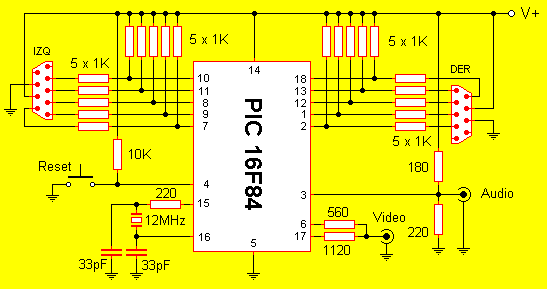 V+
IZQ
5 x 1K
5 x 1K
DER
5 x 1K
14
10
18
11
13
8
12
9
1
7
2
PIC 16F84
5 x 1K
10K
180
Reset
4
3
Audio
220
15
12MHz
6
560
Video
16
17
1120
220
5
33pF
33pF